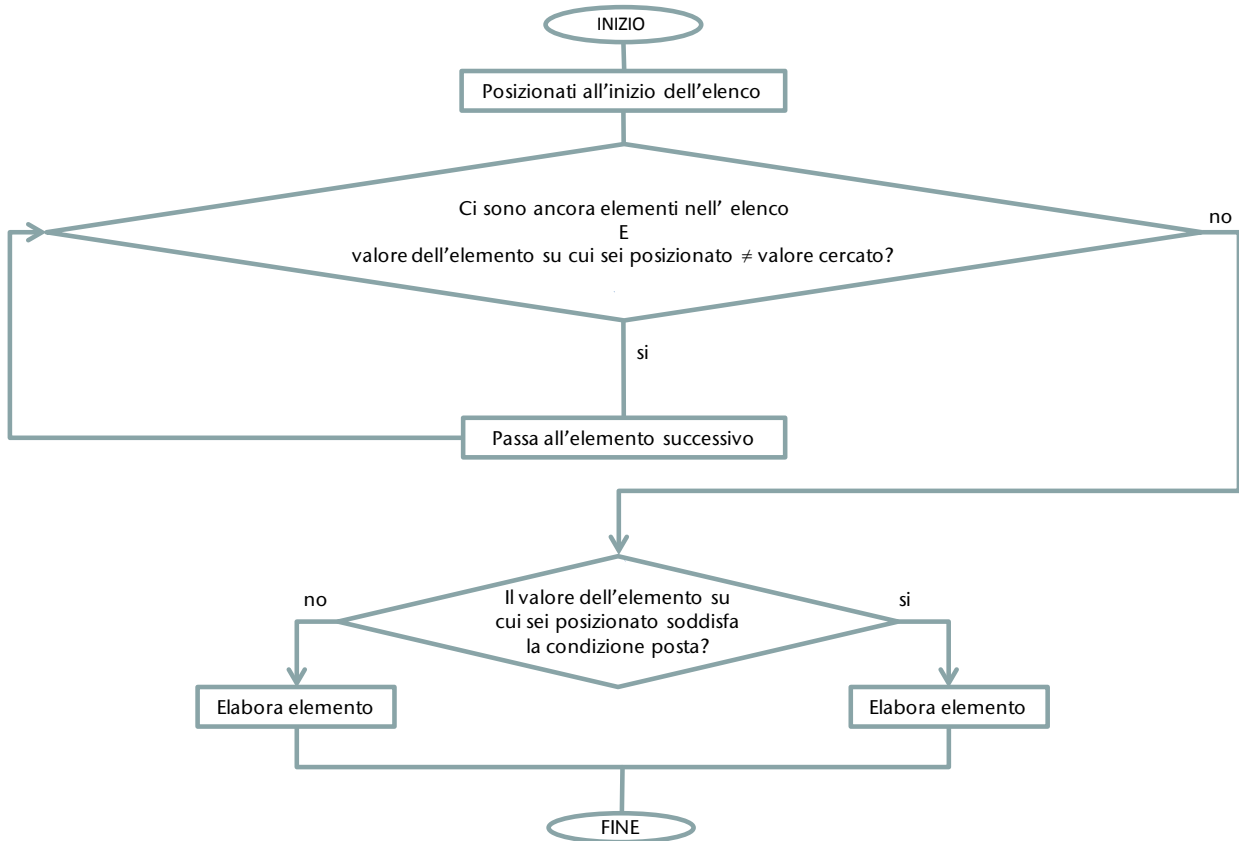 INIZIO
Posizionati all'inizio dell'elenco
Ci sono ancora elementi nell' elenco
E
valore dell'elemento su cui sei posizionato ≠ valore cercato?
no
si
Passa all'elemento successivo
no
Il valore dell'elemento su
cui sei posizionato soddisfa
la condizione posta?
si
Elabora elemento
Elabora elemento
FINE